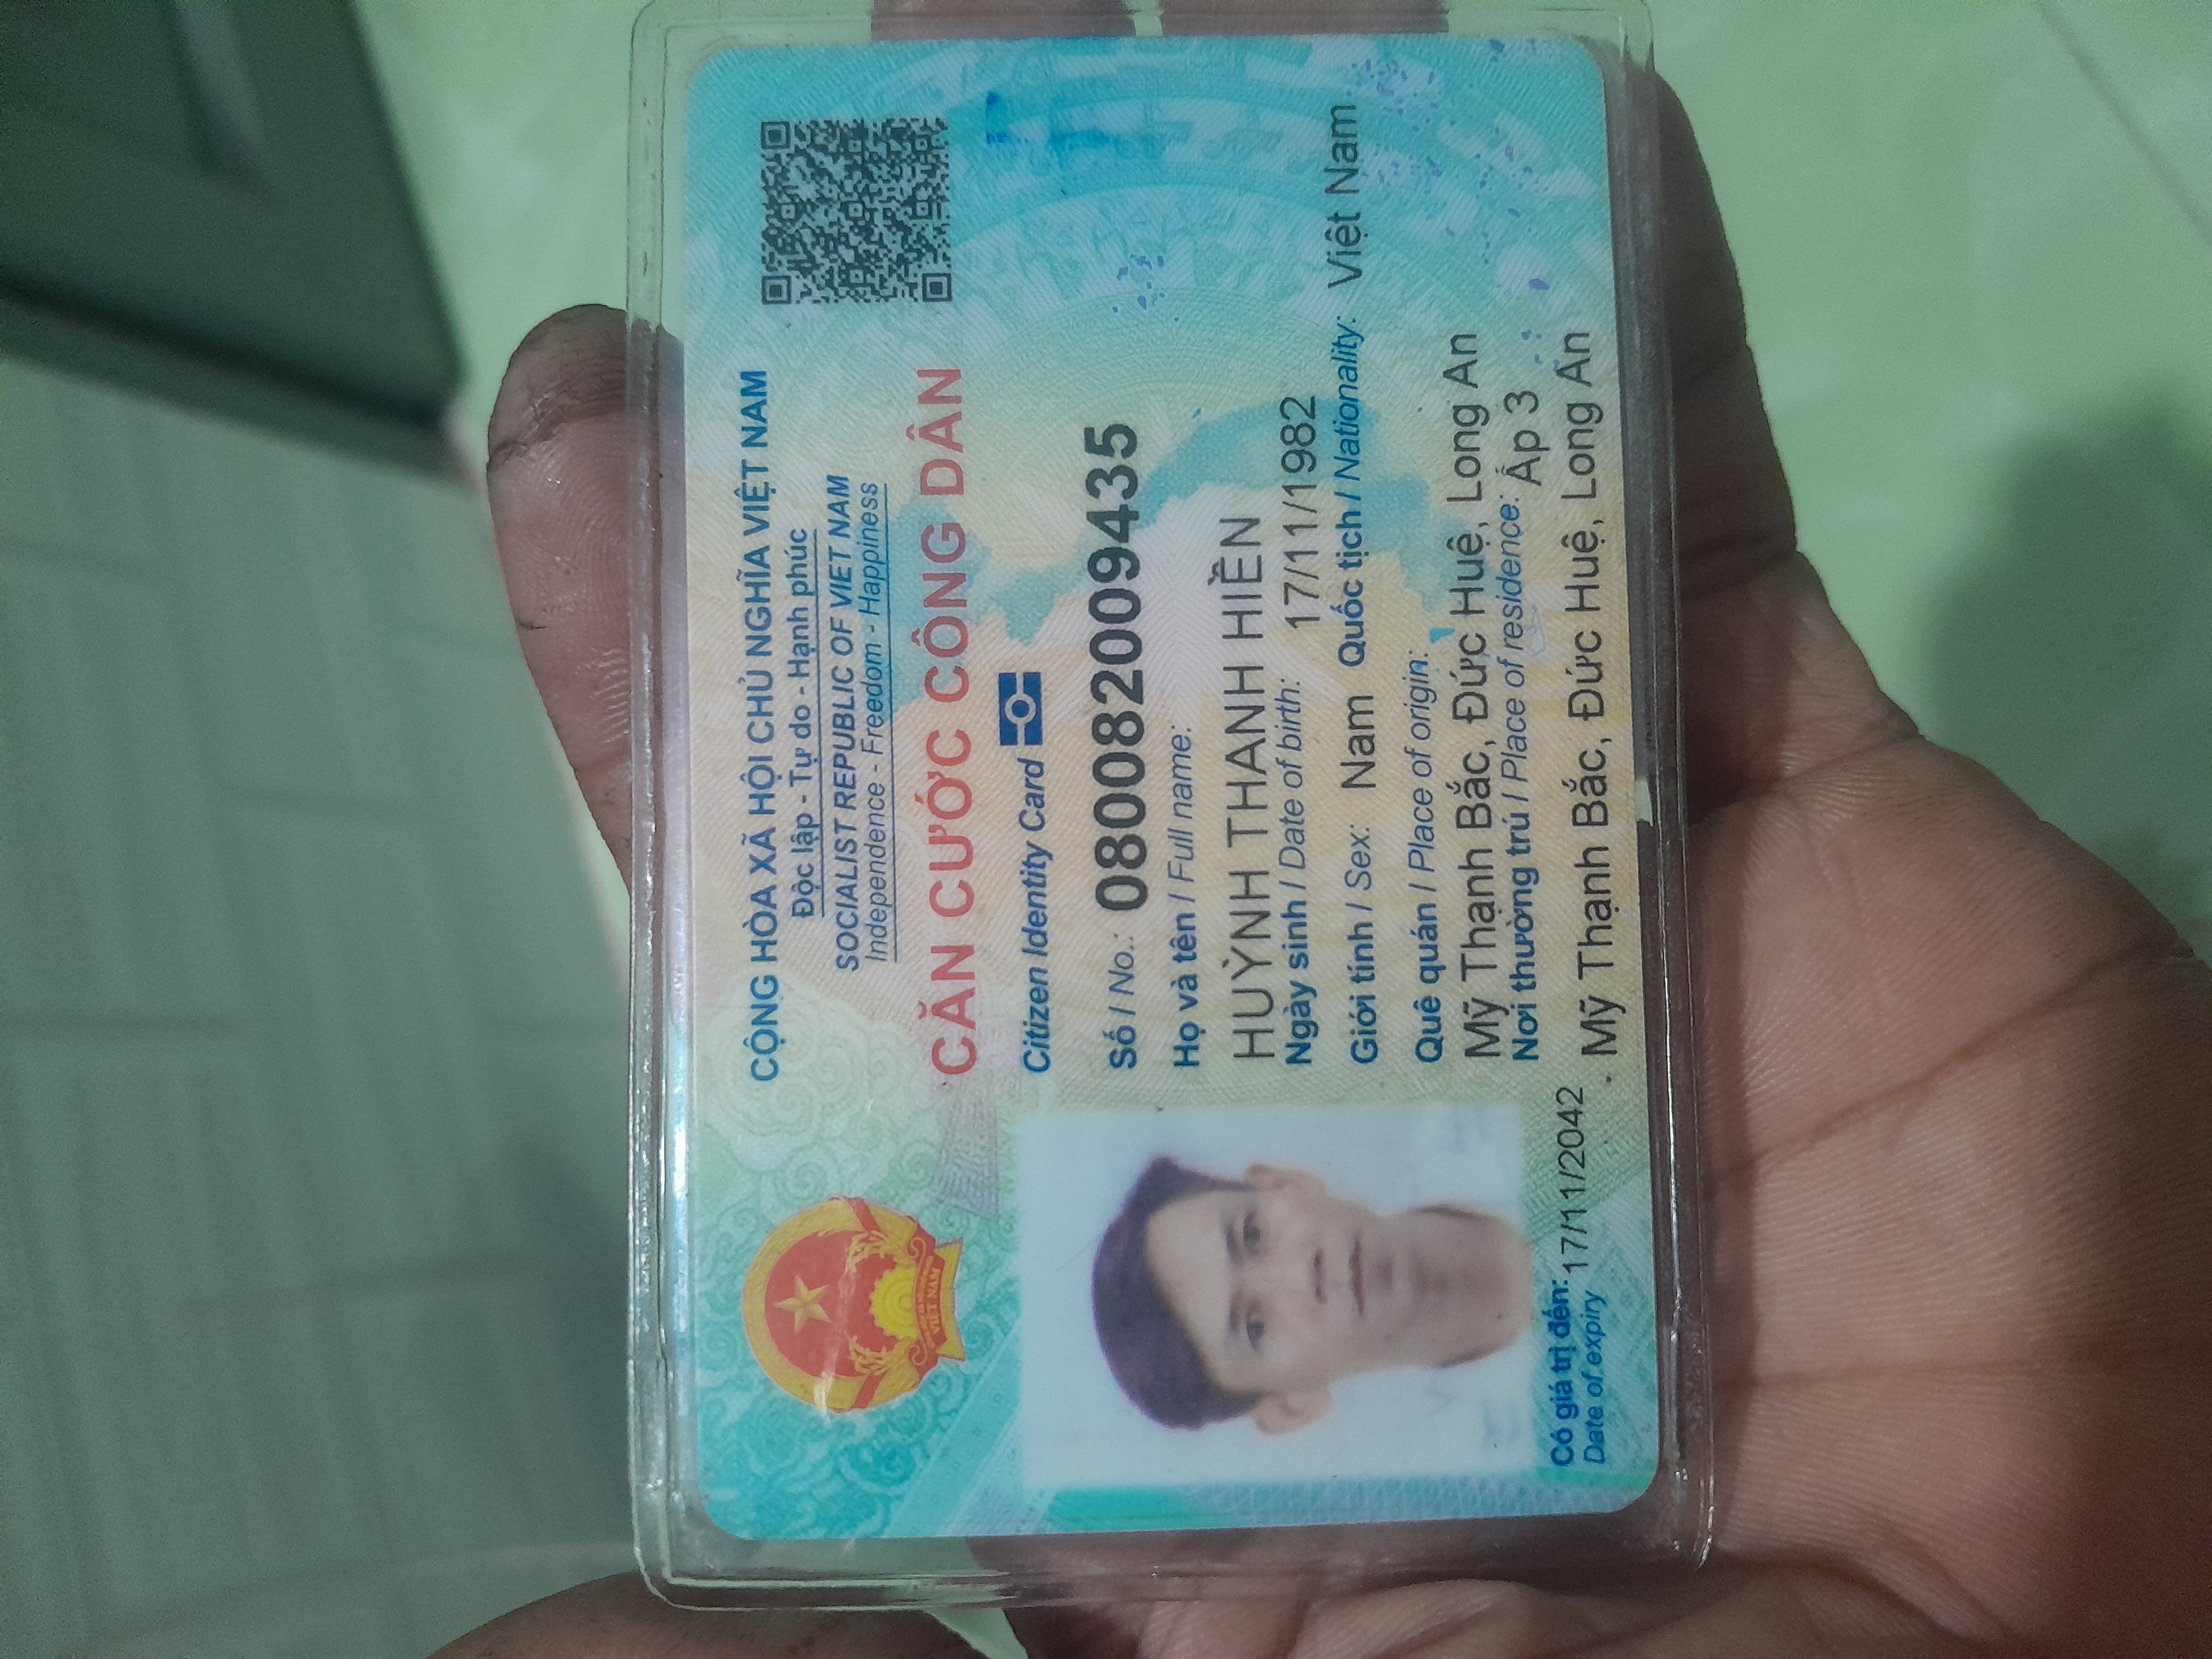 CỘNG HÒA XÃ HỘI CHỦ NGHĨA VIỆT NAM
Độc lập - Tự do - Hạnh phúc
SOCIALIST REPUBLIC OF VIET NAM
Independence - Freedom - Happiness
CĂN CƯỚC CÔNG DÂN
Citizen Identity Card
Số / No.: 080082009435
Họ và tên / Full name:
HUỲNH THANH HIỀN
Ngày sinh / Date of birth: 17/11/1982
Giới tính / Sex: Nam Quốc tịch / Nationality: Việt Nam
Quê quán / Place of origin:
Mỹ Thạnh Bắc, Đức Huệ, Long An
Nơi thường trú / Place of residence: Ấp 3
Mỹ Thạnh Bắc, Đức Huệ, Long An
Có giá trị đến: 17/11/2042
Date of expiry
VIỆT NAM